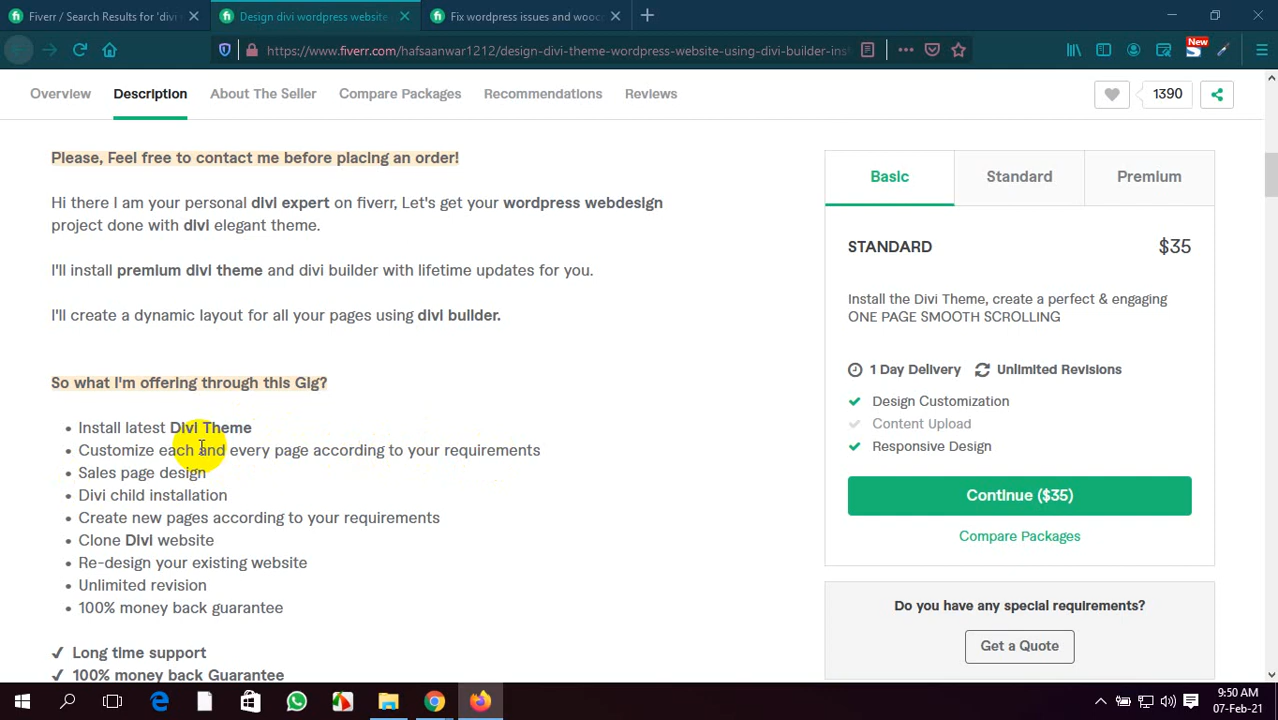 Fiverr / Search Results for 'divi
Design divi wordpress website
Fix wordpress issues and wooc
https://www.fiverr.com/hafsaanwar1212/design-divi-theme-wordpress-website-using-divi-builder-inst
New
Overview
Description
About The Seller
Compare Packages
Recommendations
Reviews
1390
Please, Feel free to contact me before placing an order!
Hi there I am your personal divi expert on fiverr, Let's get your wordpress webdesign
project done with divi elegant theme.
I'll install premium divi theme and divi builder with lifetime updates for you.
I'll create a dynamic layout for all your pages using divi builder.
So what I'm offering through this Gig?
• Install latest Divi Theme
• Customize each and every page according to your requirements
• Sales page design
• Divi child installation
• Create new pages according to your requirements
• Clone Divi website
• Re-design your existing website
• Unlimited revision
• 100% money back guarantee
✓ Long time support
✓ 100% money back Guarantee
Basic
Standard
Premium
STANDARD
$35
Install the Divi Theme, create a perfect & engaging
ONE PAGE SMOOTH SCROLLING
1 Day Delivery
Unlimited Revisions
Design Customization
Content Upload
Responsive Design
Continue ($35)
Compare Packages
Do you have any special requirements?
Get a Quote
9:50 AM
07-Feb-21